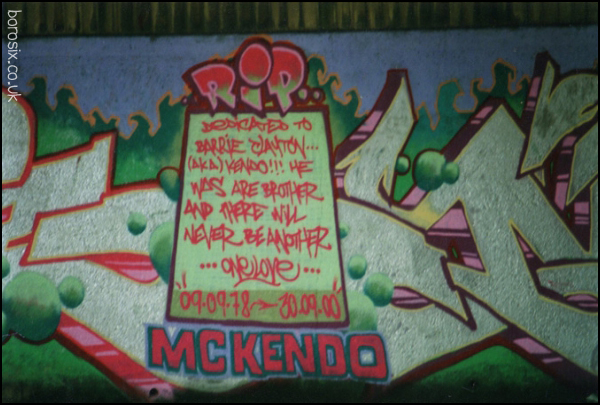 borosix.co.uk
RIP
DEDICATED TO
BARRIE CLAYTON...
(AKA) KENDO!!! HE
WAS ARE BROTHER
AND THERE WILL
NEVER BE ANOTHER
... ONE LOVE ...
09.09.78 -> 30.09.00
MCKENDO